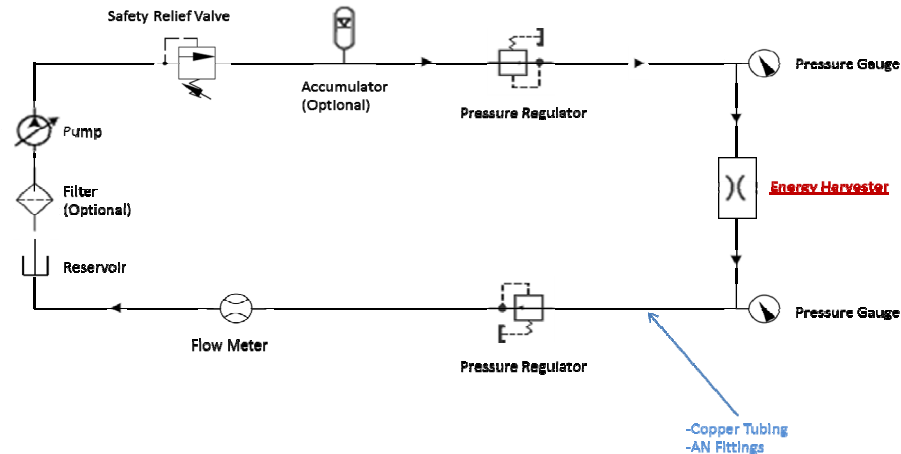 Safety Relief Valve
Accumulator
(Optional)
Pressure Regulator
Pressure Gauge
Pump
Filter
(Optional)
Energy Harvester
Reservoir
Flow Meter
Pressure Regulator
Pressure Gauge
-Copper Tubing
-AN Fittings